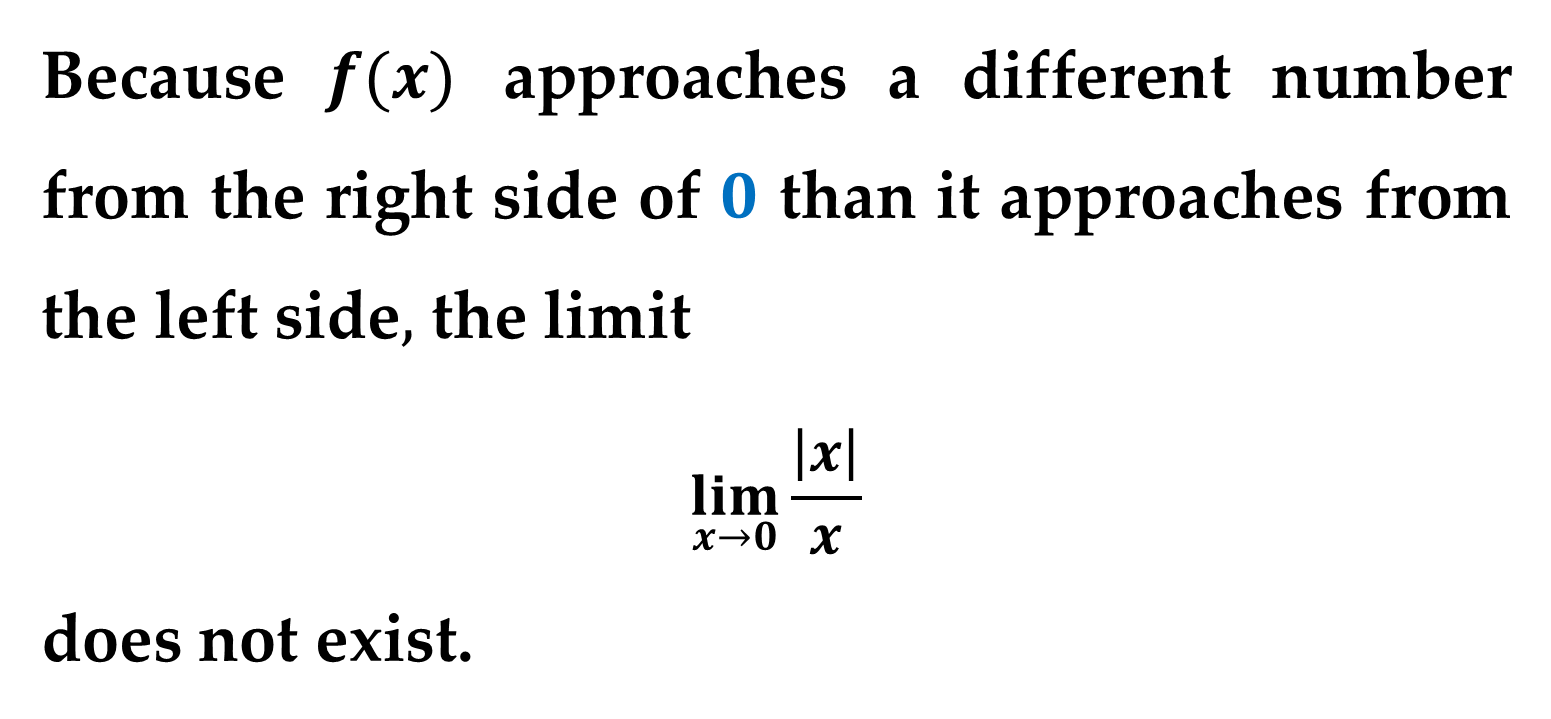 Because f(x) approaches a different number
from the right side of 0 than it approaches from
the left side, the limit
lim x→0 |x|/x
does not exist.